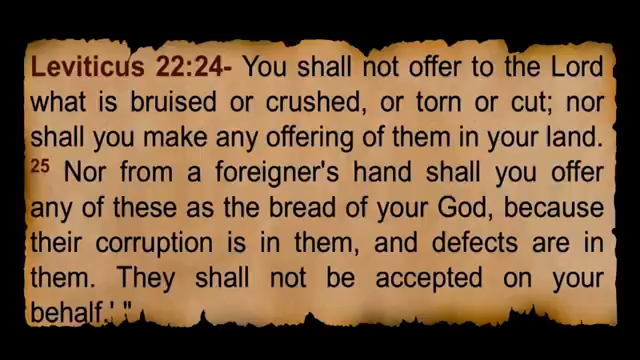 Leviticus 22:24- You shall not offer to the Lord
what is bruised or crushed, or torn or cut; nor
shall you make any offering of them in your land.
25 Nor from a foreigner's hand shall you offer
any of these as the bread of your God, because
their corruption is in them, and defects are in
them. They shall not be accepted on your
behalf.' "